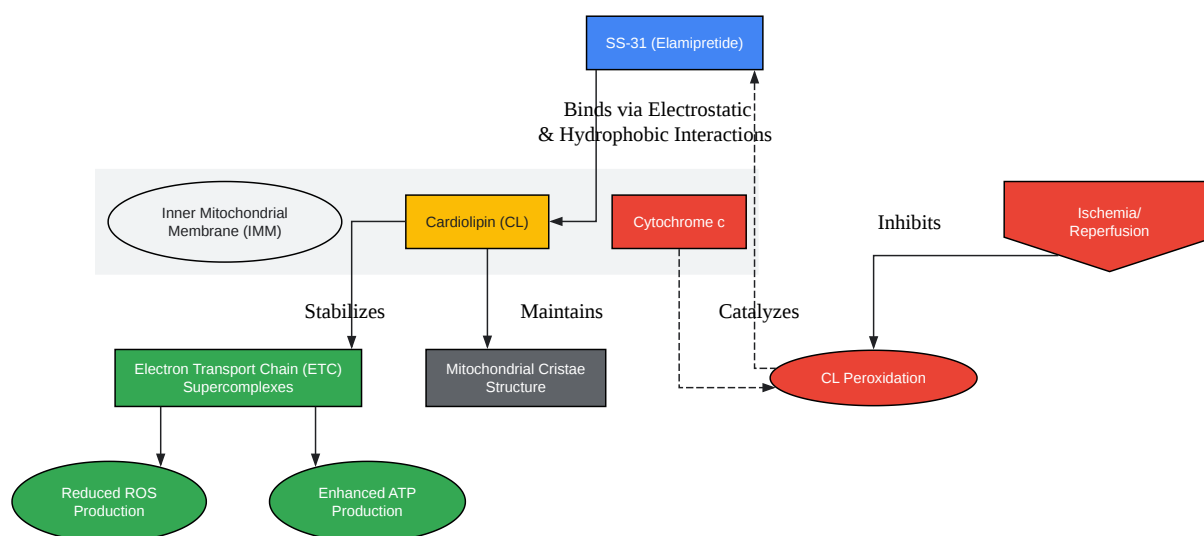 SS-31 (Elamipretide)
Binds via Electrostatic
& Hydrophobic Interactions
Inner Mitochondrial
Membrane (IMM)
Cardiolipin (CL)
Cytochrome c
Ischemia/
Reperfusion
Inhibits
Stabilizes
Maintains
Catalyzes
Electron Transport Chain (ETC)
Supercomplexes
Mitochondrial Cristae
Structure
CL Peroxidation
Reduced ROS
Production
Enhanced ATP
Production